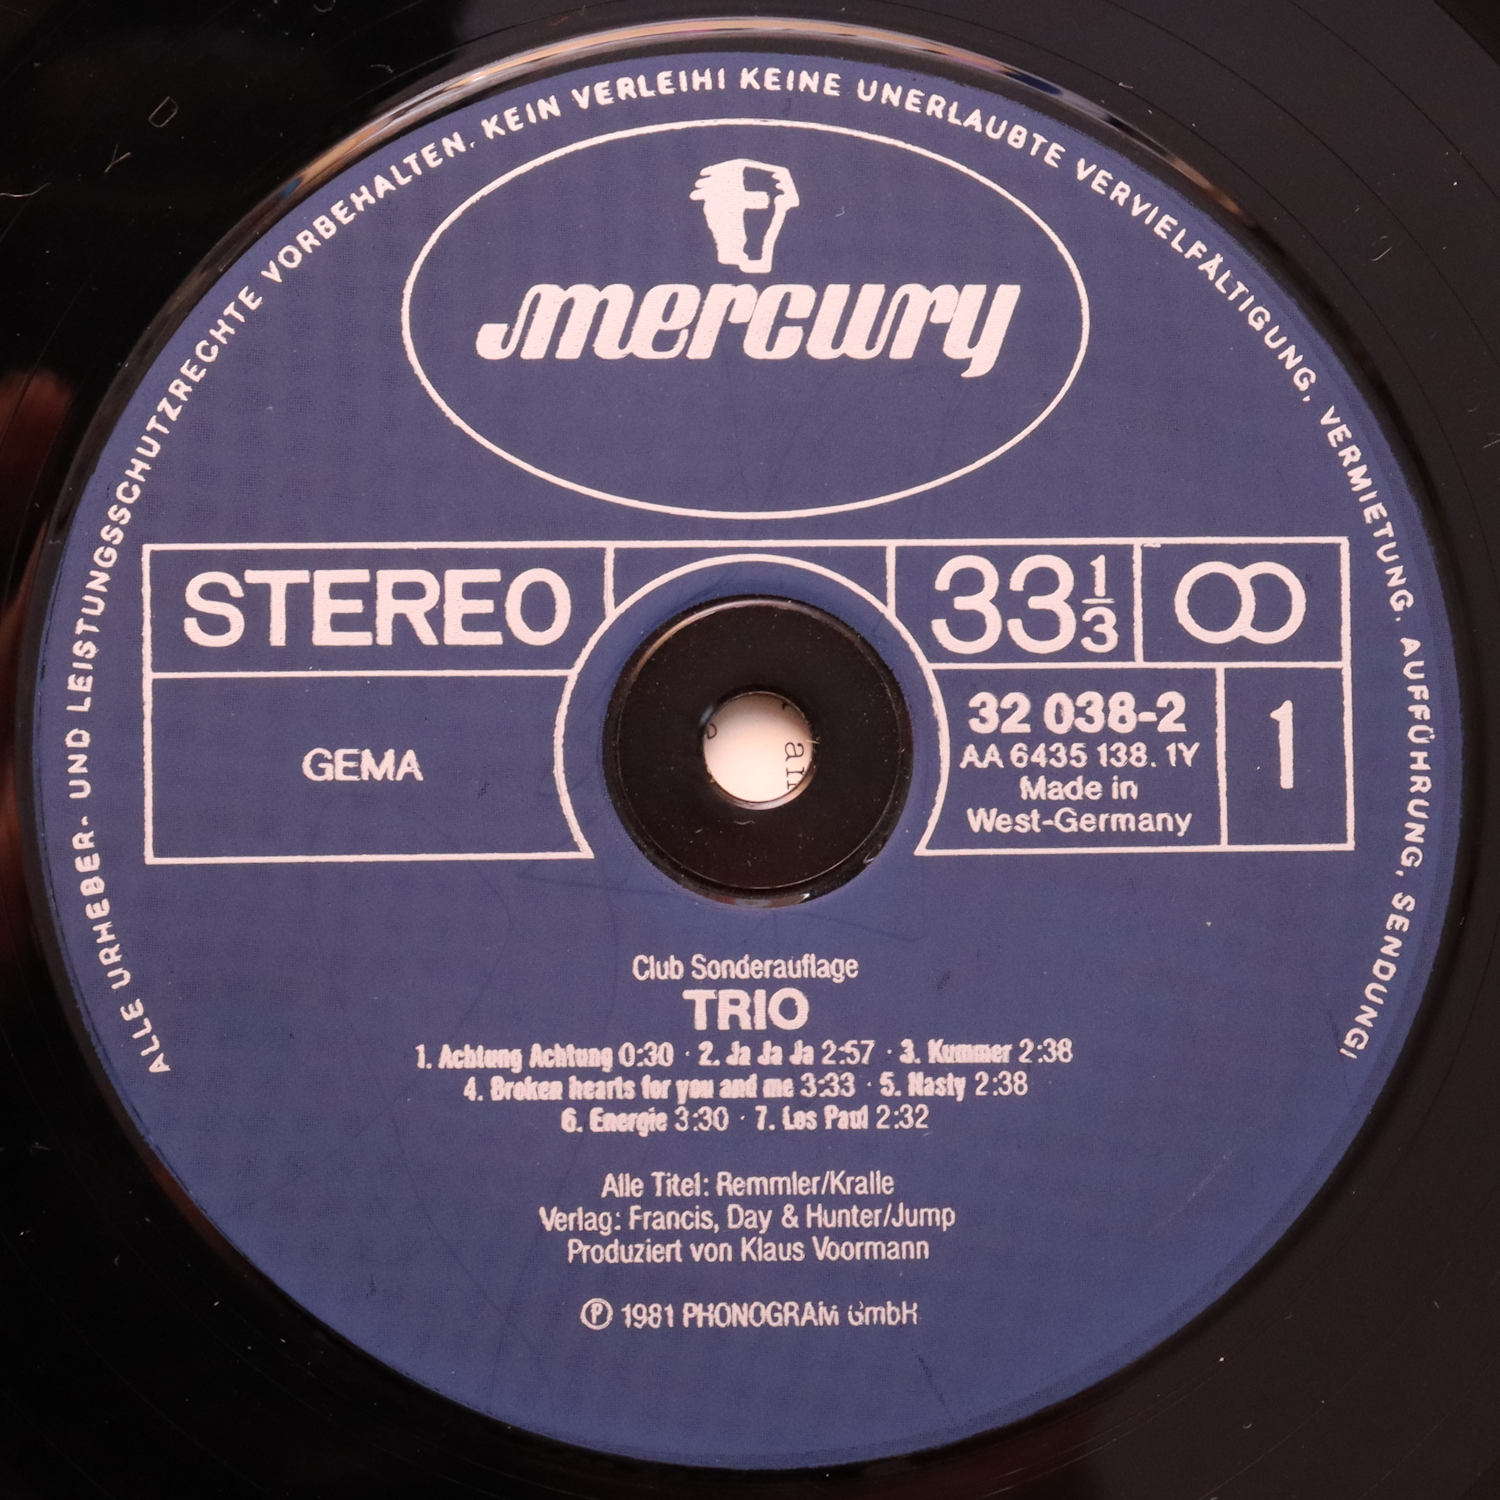 ALLE URHEBER- UND LEISTUNGSSCHUTZRECHTE VORBEHALTEN. KEIN VERLEIH! KEINE UNERLAUBTE VERVIELFÄLTIGUNG, VERMIETUNG, AUFFÜHRUNG, SENDUNG!
mercury
STEREO
33 1/3
GEMA
32 038-2
AA 6435 138. 1Y
Made in
West-Germany
1
Club Sonderauflage
TRIO
1. Achtung Achtung 0:30 · 2. Ja Ja Ja 2:57 · 3. Kummer 2:38
4. Broken hearts for you and me 3:33 · 5. Nasty 2:38
6. Energie 3:30 · 7. Los Paul 2:32
Alle Titel: Remmler/Kralle
Verlag: Francis, Day & Hunter/Jump
Produziert von Klaus Voormann
Ⓟ 1981 PHONOGRAM GmbH